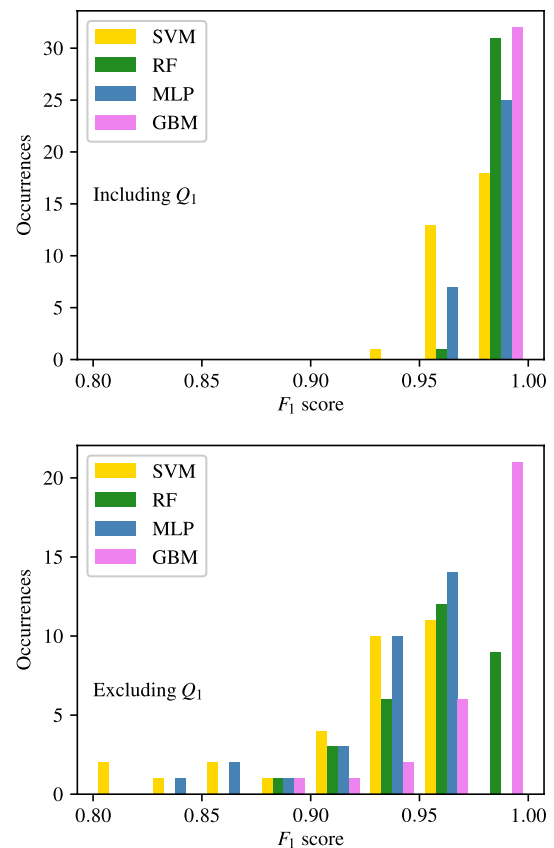 30
25
20
15
10
5
0
Occurrences
SVM
RF
MLP
GBM
Including Q1
0.80 0.85 0.90 0.95 1.00
F1 score
20
15
10
5
0
Occurrences
SVM
RF
MLP
GBM
Excluding Q1
0.80 0.85 0.90 0.95 1.00
F1 score